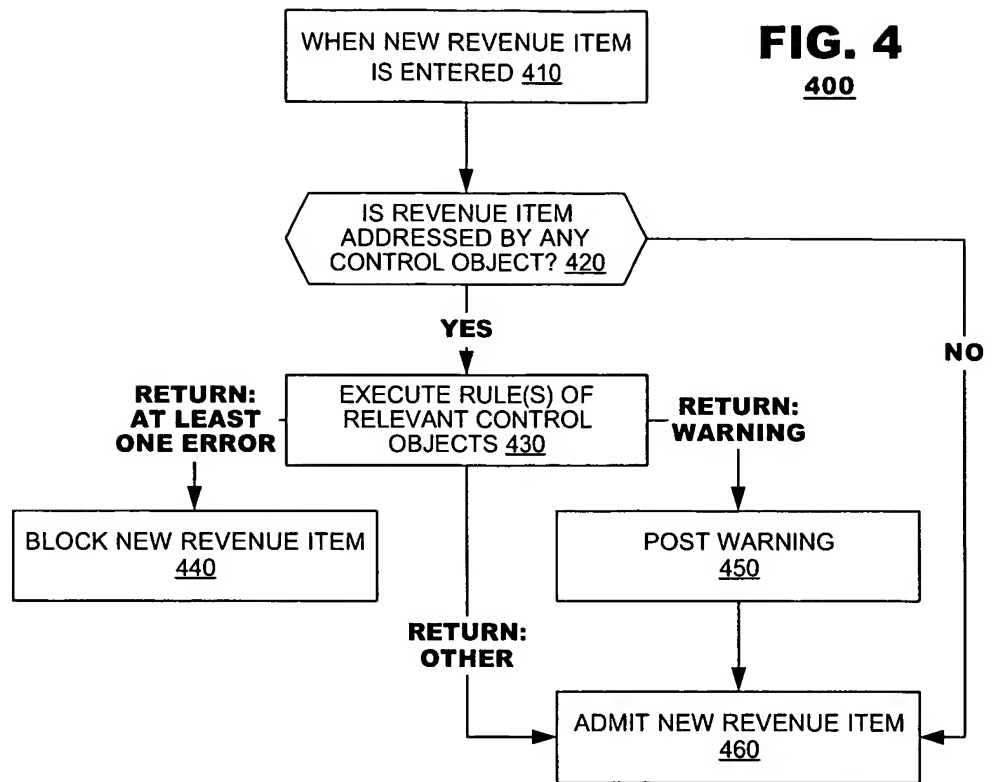 WHEN NEW REVENUE ITEM
IS ENTERED 410
FIG. 4
400
IS REVENUE ITEM
ADDRESSED BY ANY
CONTROL OBJECT? 420
YES
NO
EXECUTE RULE(S) OF
RELEVANT CONTROL
OBJECTS 430
RETURN:
AT LEAST
ONE ERROR
RETURN:
WARNING
BLOCK NEW REVENUE ITEM
440
POST WARNING
450
RETURN:
OTHER
ADMIT NEW REVENUE ITEM
460